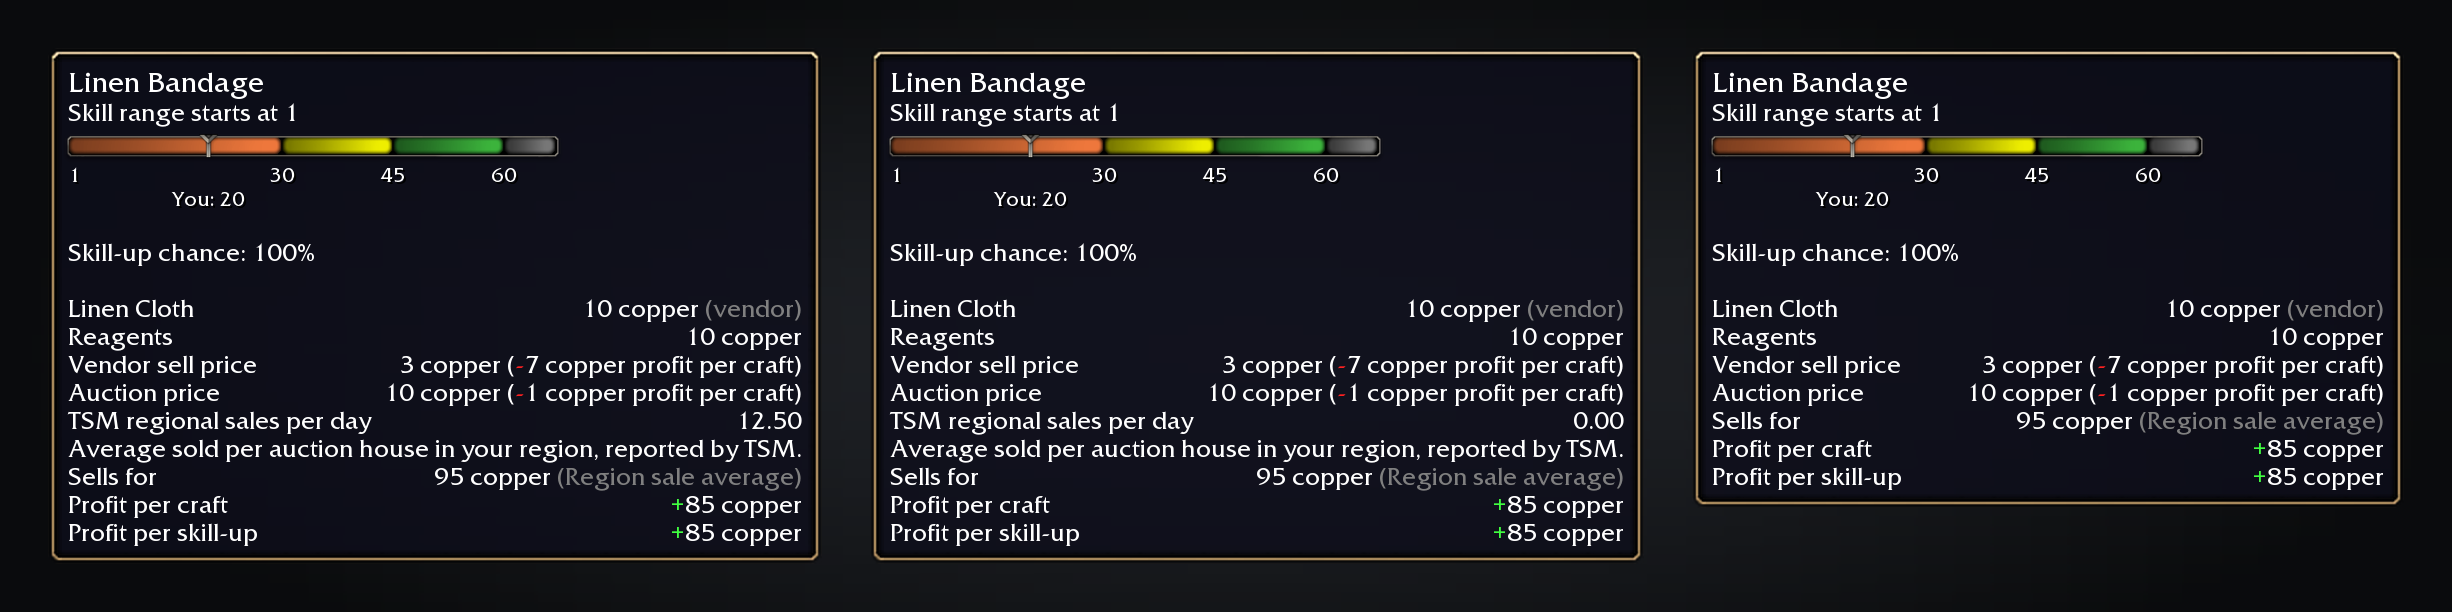 Linen Bandage
Skill range starts at 1
1 30 45 60
You: 20
Skill-up chance: 100%
Linen Cloth 10 copper (vendor)
Reagents 10 copper
Vendor sell price 3 copper (-7 copper profit per craft)
Auction price 10 copper (-1 copper profit per craft)
TSM regional sales per day 12.50
Average sold per auction house in your region, reported by TSM.
Sells for 95 copper (Region sale average)
Profit per craft +85 copper
Profit per skill-up +85 copper
Linen Bandage
Skill range starts at 1
1 30 45 60
You: 20
Skill-up chance: 100%
Linen Cloth 10 copper (vendor)
Reagents 10 copper
Vendor sell price 3 copper (-7 copper profit per craft)
Auction price 10 copper (-1 copper profit per craft)
TSM regional sales per day 0.00
Average sold per auction house in your region, reported by TSM.
Sells for 95 copper (Region sale average)
Profit per craft +85 copper
Profit per skill-up +85 copper
Linen Bandage
Skill range starts at 1
1 30 45 60
You: 20
Skill-up chance: 100%
Linen Cloth 10 copper (vendor)
Reagents 10 copper
Vendor sell price 3 copper (-7 copper profit per craft)
Auction price 10 copper (-1 copper profit per craft)
Sells for 95 copper (Region sale average)
Profit per craft +85 copper
Profit per skill-up +85 copper